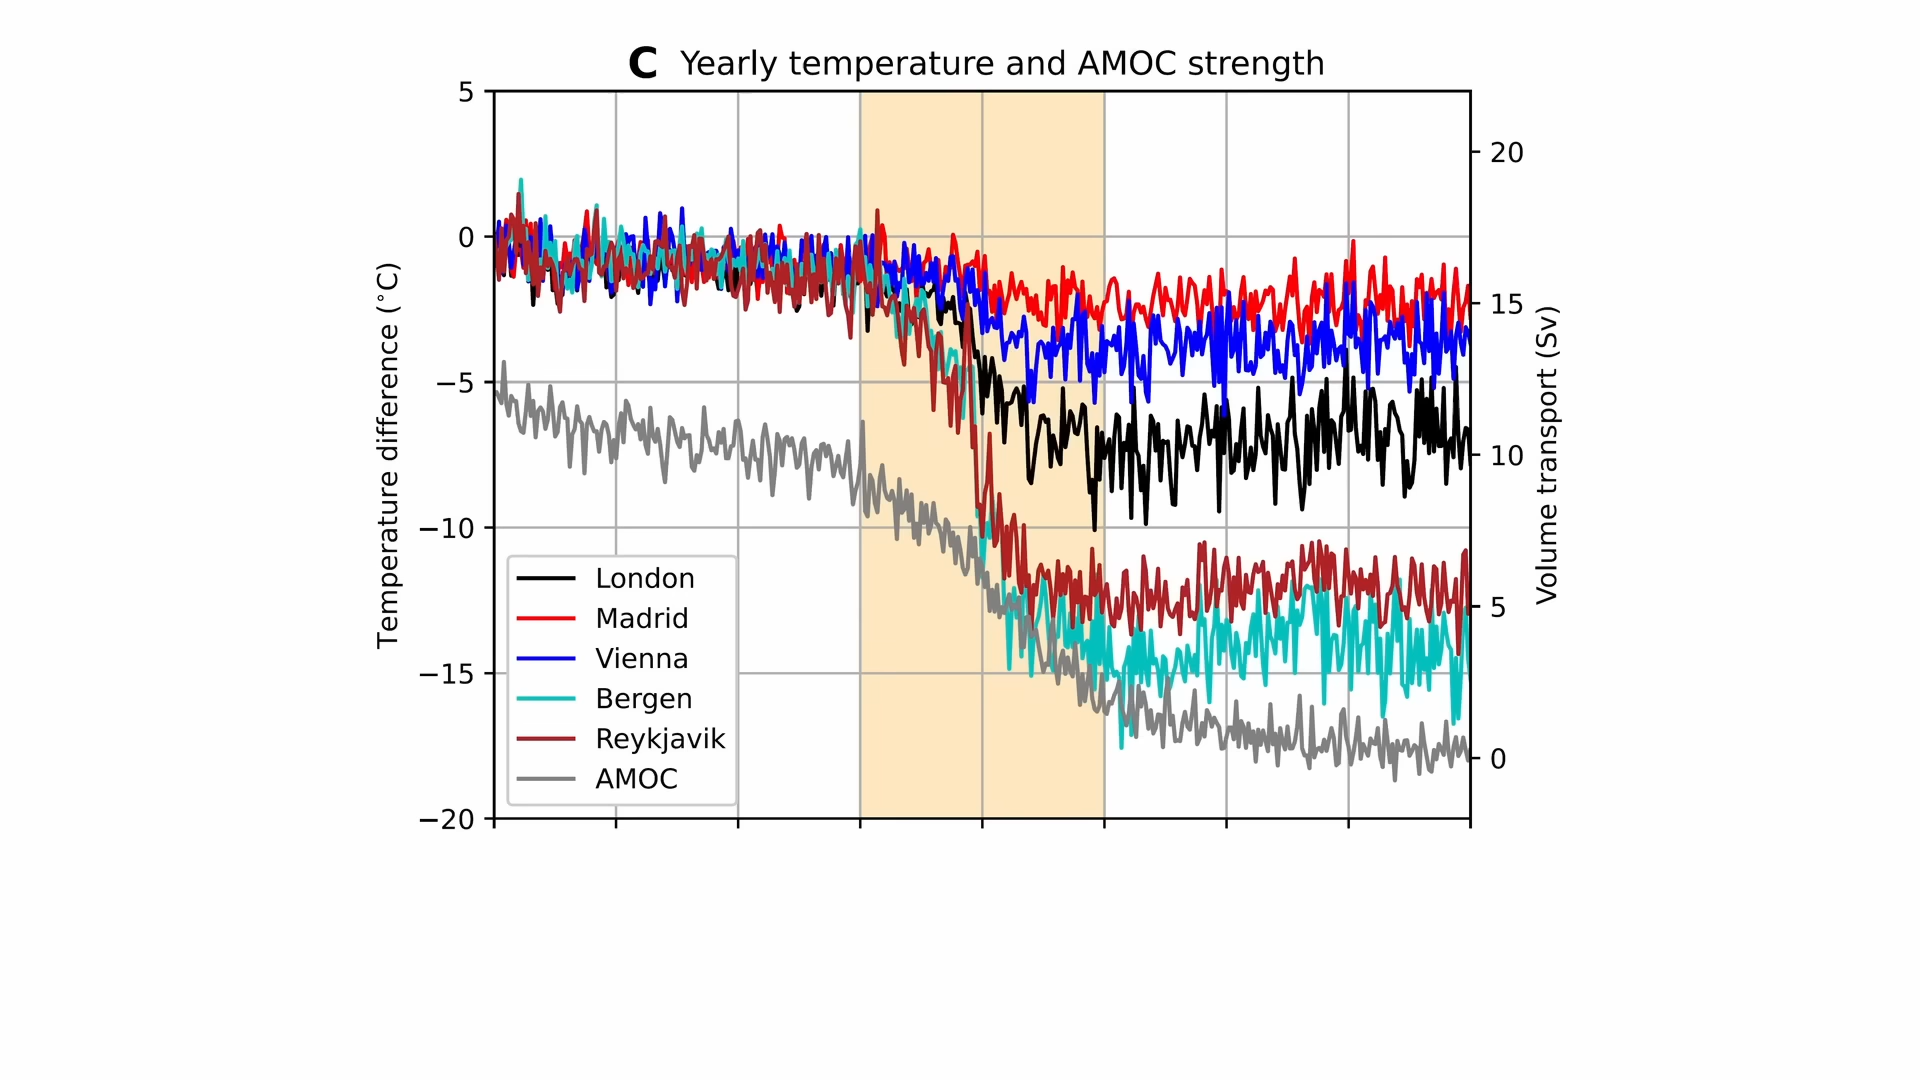 C Yearly temperature and AMOC strength
5
0
−5
−10
−15
−20
Temperature difference (°C)
20
15
10
5
0
Volume transport (Sv)
London
Madrid
Vienna
Bergen
Reykjavik
AMOC